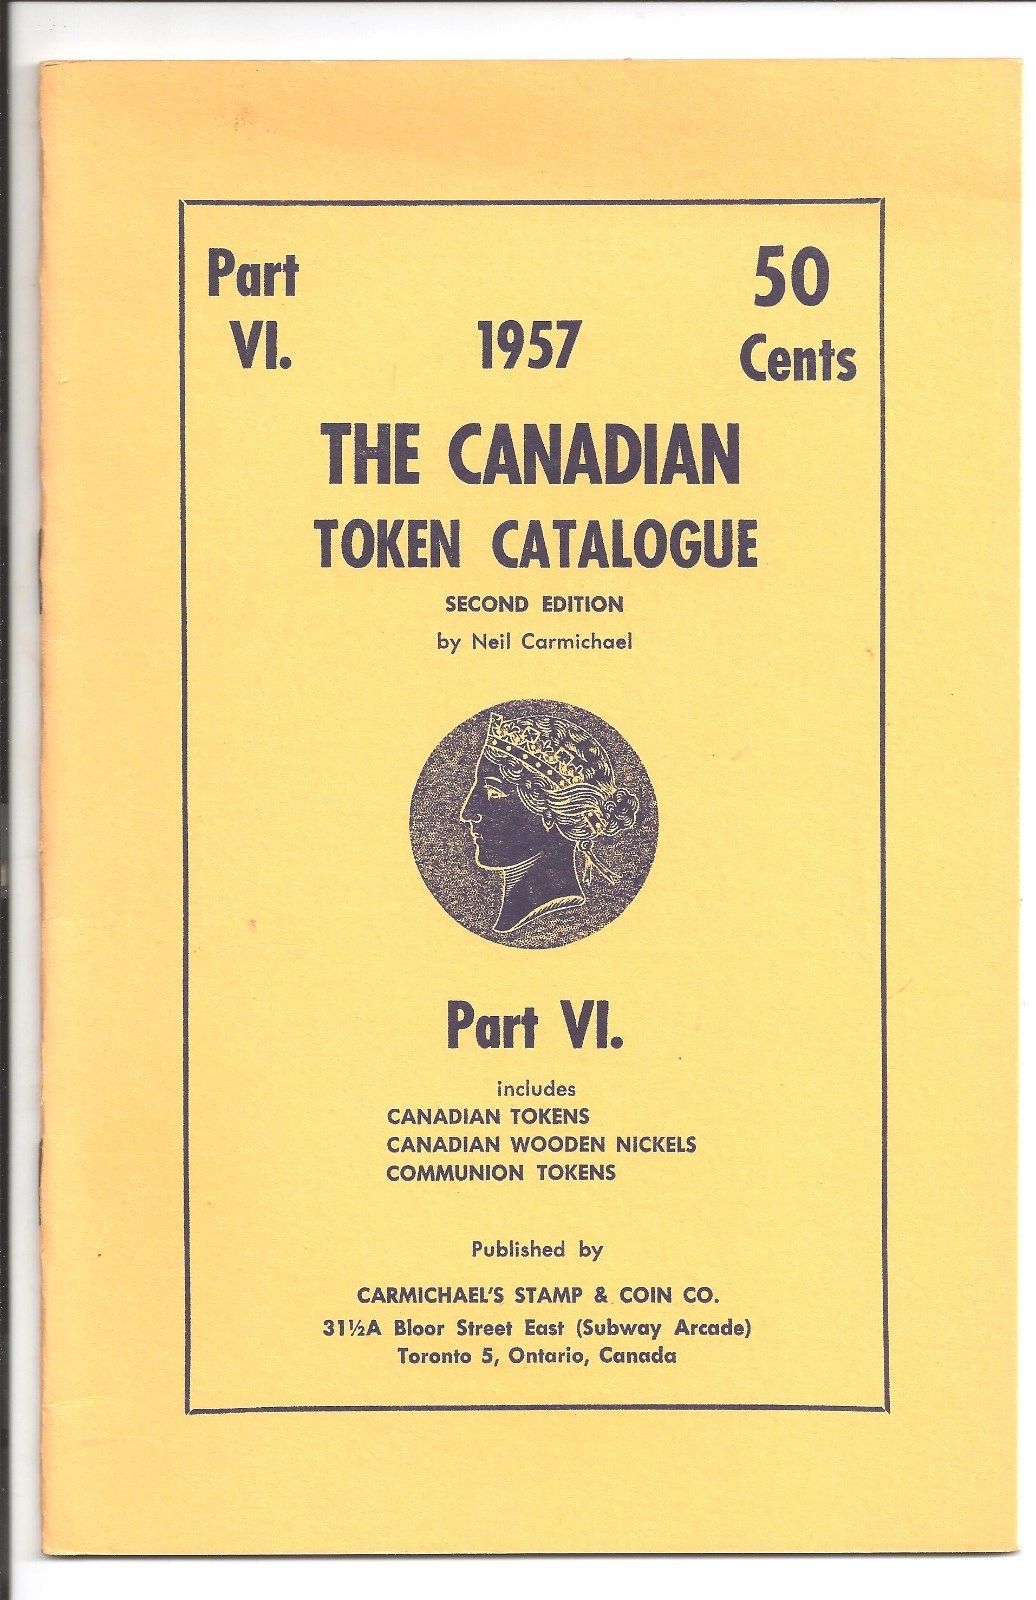 Part
VI.
1957
50
Cents
THE CANADIAN
TOKEN CATALOGUE
SECOND EDITION
by Neil Carmichael
Part VI.
includes
CANADIAN TOKENS
CANADIAN WOODEN NICKELS
COMMUNION TOKENS
Published by
CARMICHAEL'S STAMP & COIN CO.
31½A Bloor Street East (Subway Arcade)
Toronto 5, Ontario, Canada